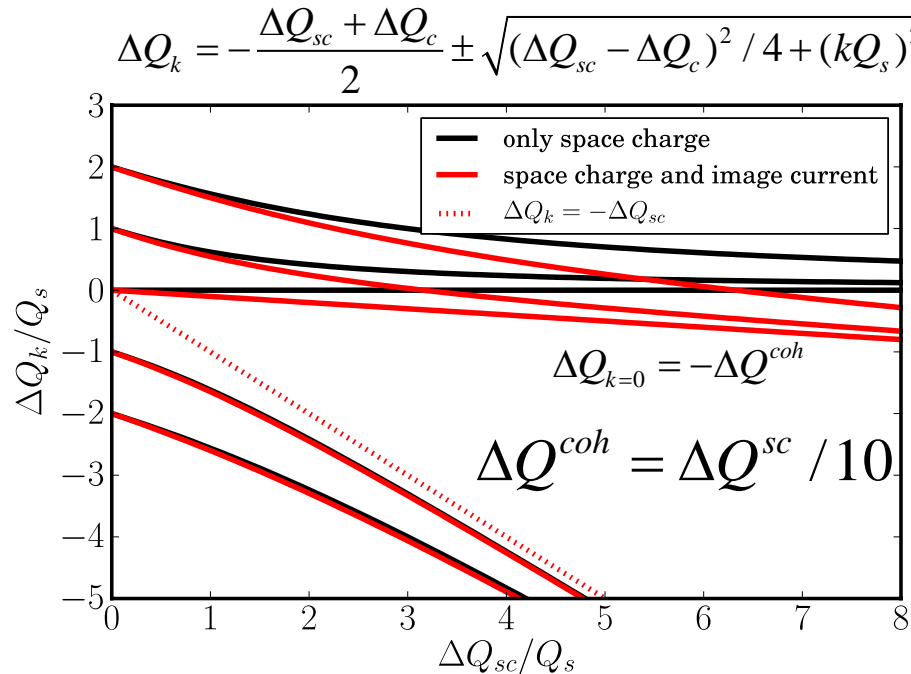 ΔQ_k = −(ΔQ_sc + ΔQ_c)/2 ± √((ΔQ_sc − ΔQ_c)² / 4 + (kQ_s)
only space charge
space charge and image current
ΔQ_k = −ΔQ_sc
3
2
1
0
−1
−2
−3
−4
−5
ΔQ_k/Q_s
ΔQ_{k=0} = −ΔQ^{coh}
ΔQ^{coh} = ΔQ^{sc} /10
0 1 2 3 4 5 6 7 8
ΔQ_sc/Q_s